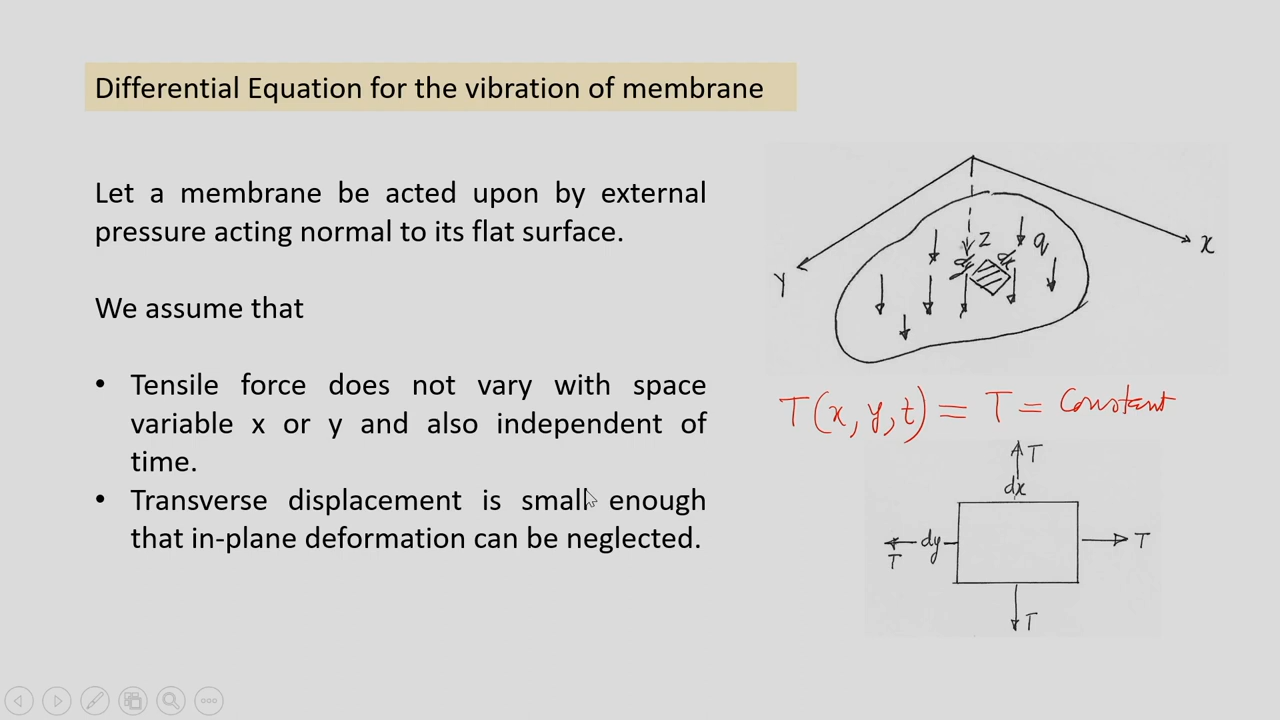 Differential Equation for the vibration of membrane
Let a membrane be acted upon by external
pressure acting normal to its flat surface.
We assume that
• Tensile force does not vary with space
variable x or y and also independent of
time.
• Transverse displacement is small enough
that in-plane deformation can be neglected.
x
Y
z
q
T(x, y, t) = T = Constant
T
dx
dy
T
T
T